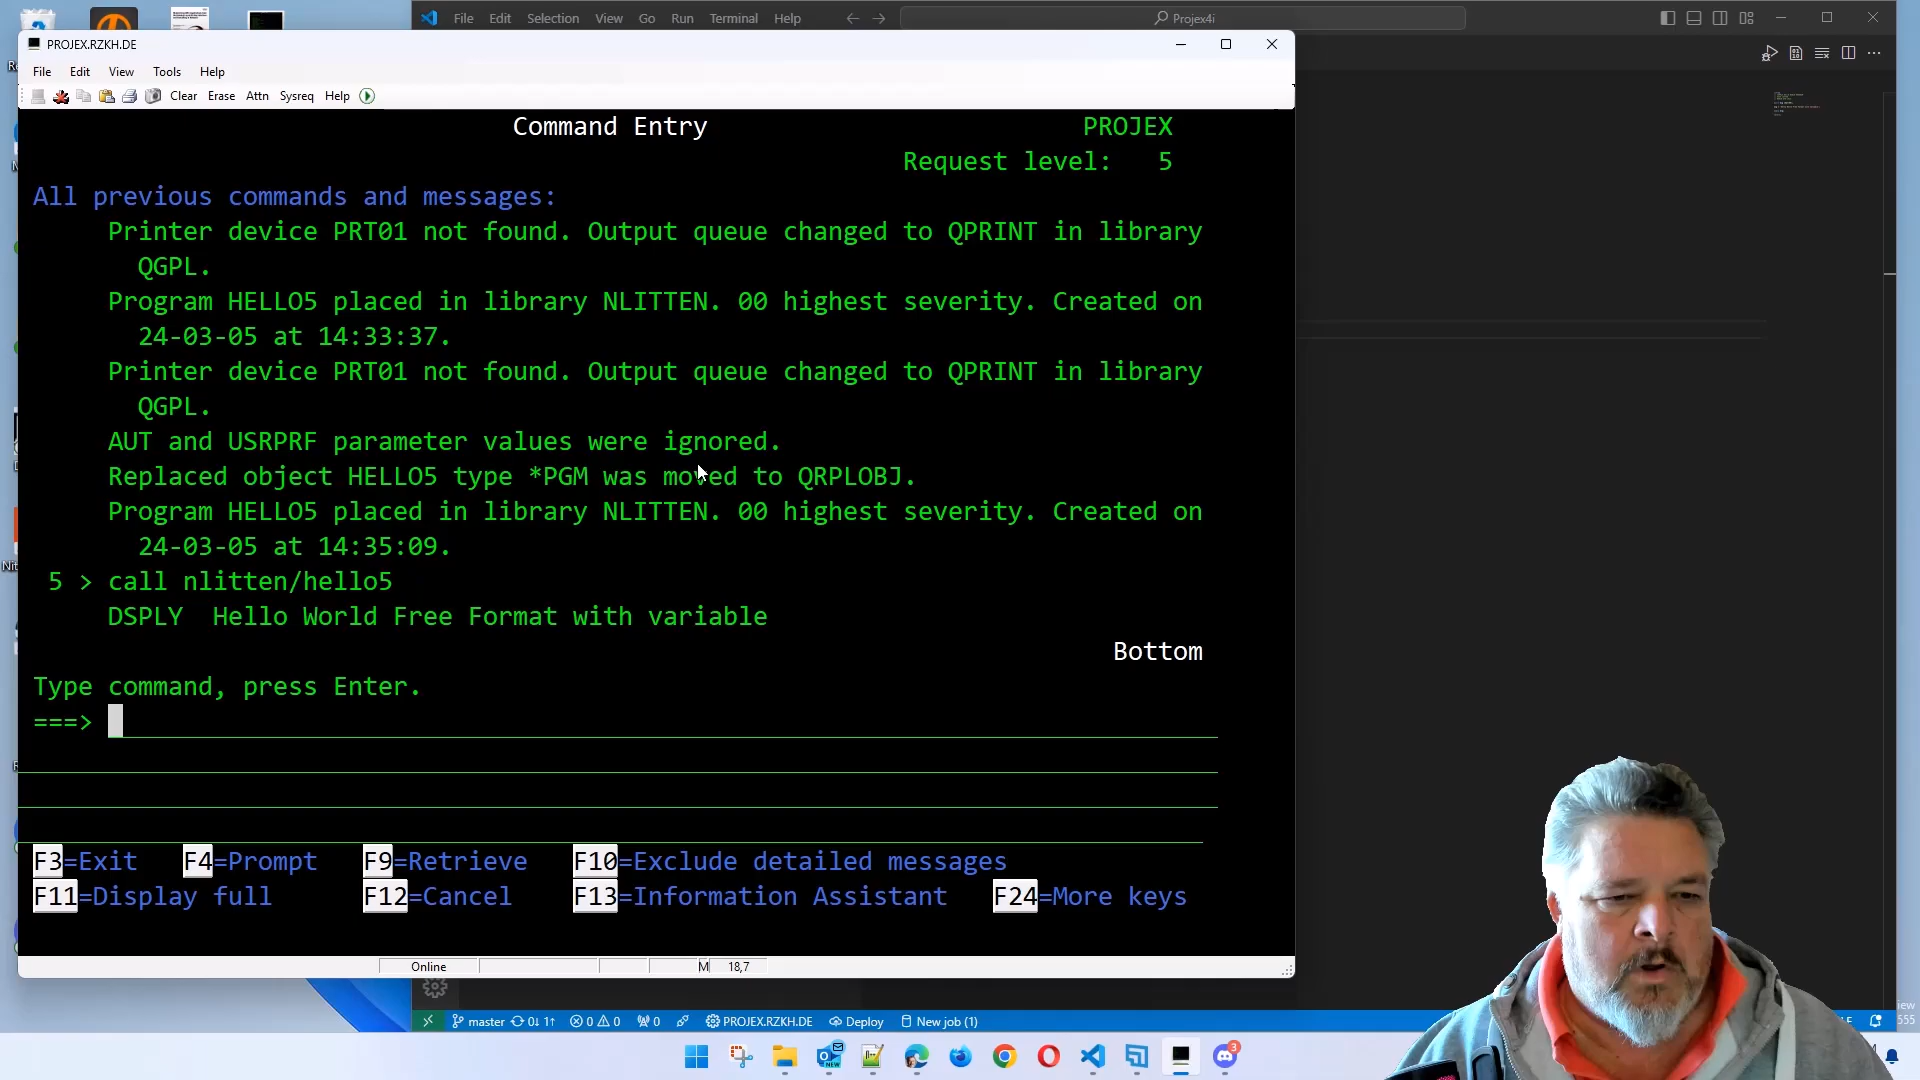 File Edit Selection View Go Run Terminal Help Projex4i
PROJEX.RZKH.DE
File Edit View Tools Help
Clear Erase Attn Sysreq Help
Command Entry PROJEX
Request level: 5
All previous commands and messages:
Printer device PRT01 not found. Output queue changed to QPRINT in library
QGPL.
Program HELLO5 placed in library NLITTEN. 00 highest severity. Created on
24-03-05 at 14:33:37.
Printer device PRT01 not found. Output queue changed to QPRINT in library
QGPL.
AUT and USRPRF parameter values were ignored.
Replaced object HELLO5 type *PGM was moved to QRPLOBJ.
Program HELLO5 placed in library NLITTEN. 00 highest severity. Created on
24-03-05 at 14:35:09.
5 > call nlitten/hello5
DSPLY Hello World Free Format with variable
Bottom
Type command, press Enter.
===>
F3=Exit F4=Prompt F9=Retrieve F10=Exclude detailed messages
F11=Display full F12=Cancel F13=Information Assistant F24=More keys
Online M 18,7
master 0↓ 1↑ 0 0 0 PROJEX.RZKH.DE Deploy New job (1)